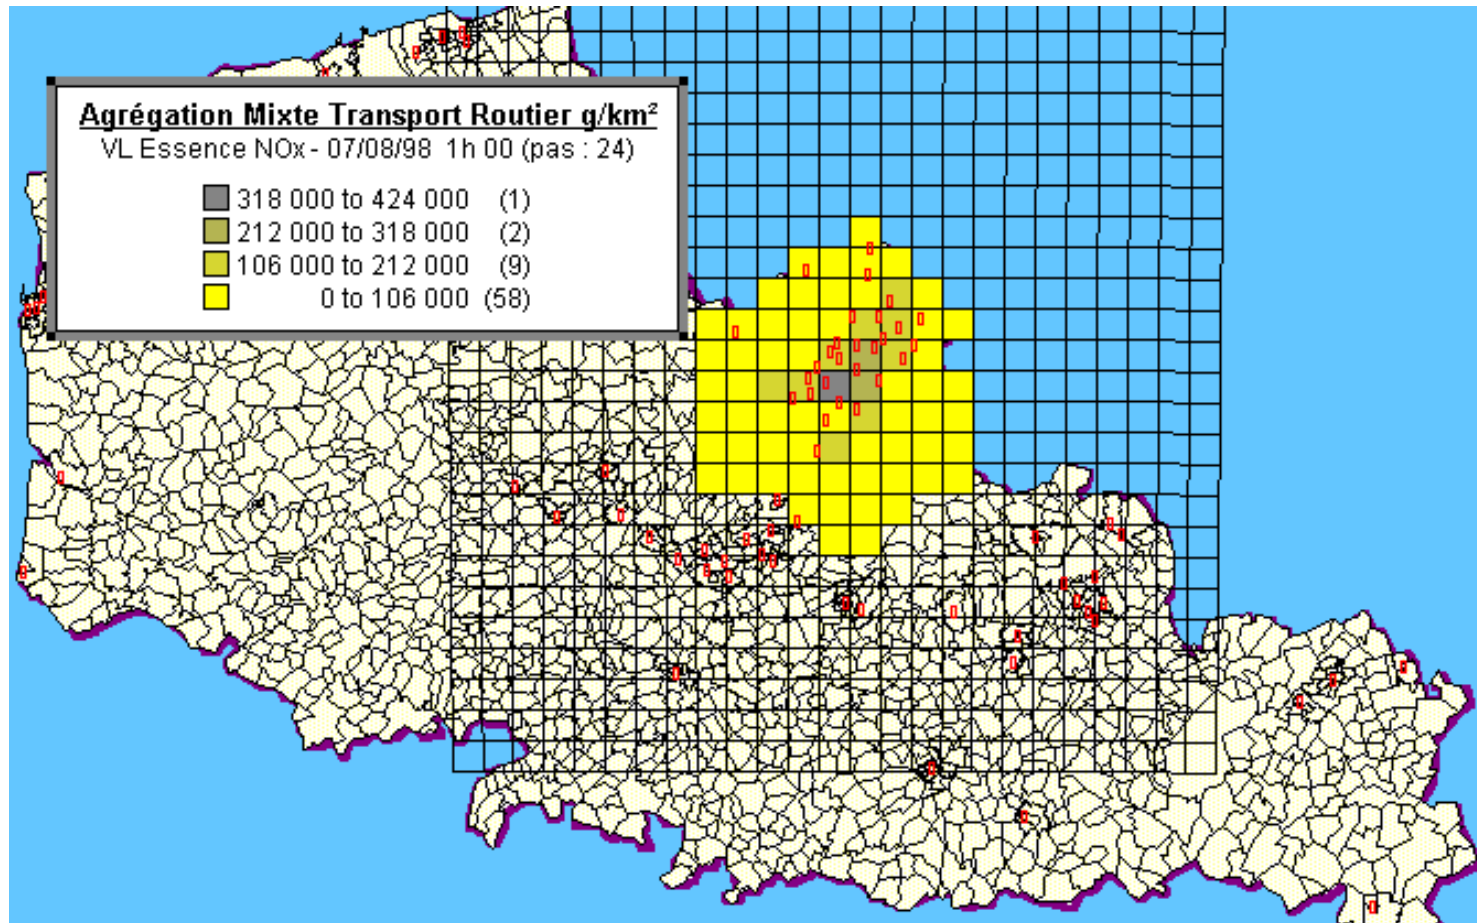 Agrégation Mixte Transport Routier g/km²
VL Essence NOx - 07/08/98 1h 00 (pas : 24)
318 000 to 424 000 (1)
212 000 to 318 000 (2)
106 000 to 212 000 (9)
0 to 106 000 (58)